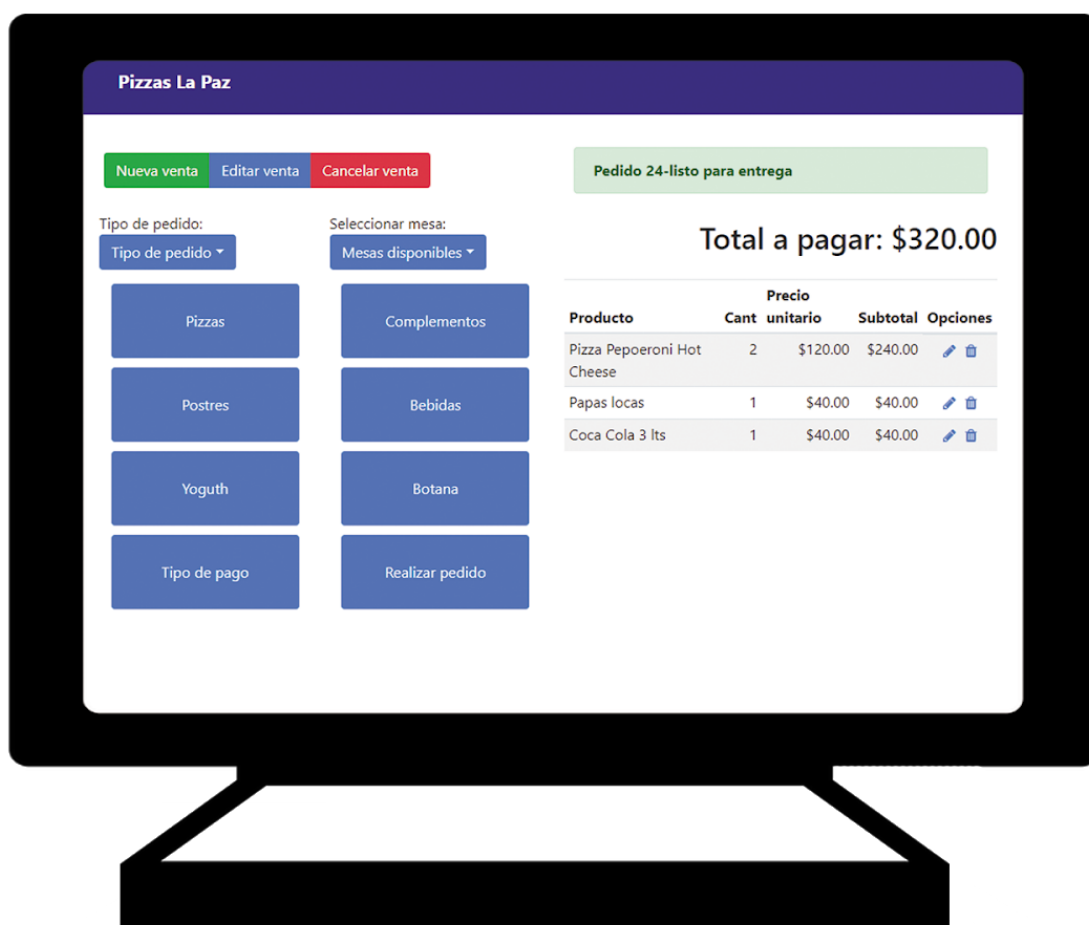 Pizzas La Paz
Nueva venta Editar venta Cancelar venta
Tipo de pedido: Seleccionar mesa:
Tipo de pedido Mesas disponibles
Pizzas Complementos
Postres Bebidas
Yoguth Botana
Tipo de pago Realizar pedido
Pedido 24-listo para entrega
Total a pagar: $320.00
Precio
Producto Cant unitario Subtotal Opciones
Pizza Pepoeroni Hot 2 $120.00 $240.00
Cheese
Papas locas 1 $40.00 $40.00
Coca Cola 3 lts 1 $40.00 $40.00